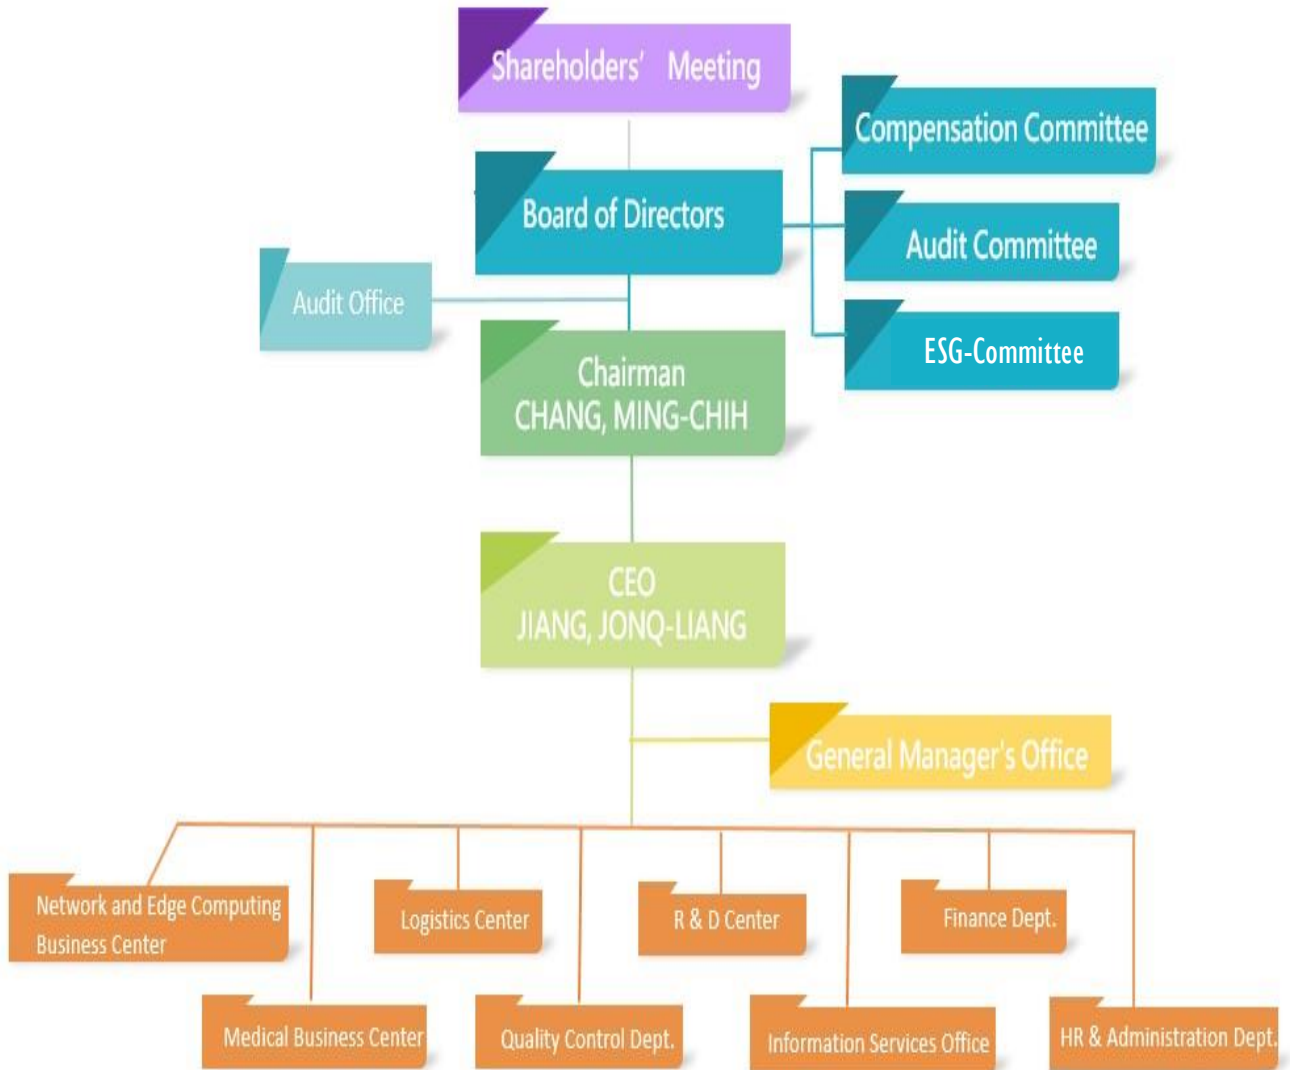 Shareholders' Meeting
Compensation Committee
Board of Directors
Audit Committee
Audit Office
ESG-Committee
Chairman
CHANG, MING-CHIH
CEO
JIANG, JONQ-LIANG
General Manager's Office
Network and Edge Computing
Business Center
Logistics Center
R & D Center
Finance Dept.
Medical Business Center
Quality Control Dept.
Information Services Office
HR & Administration Dept.